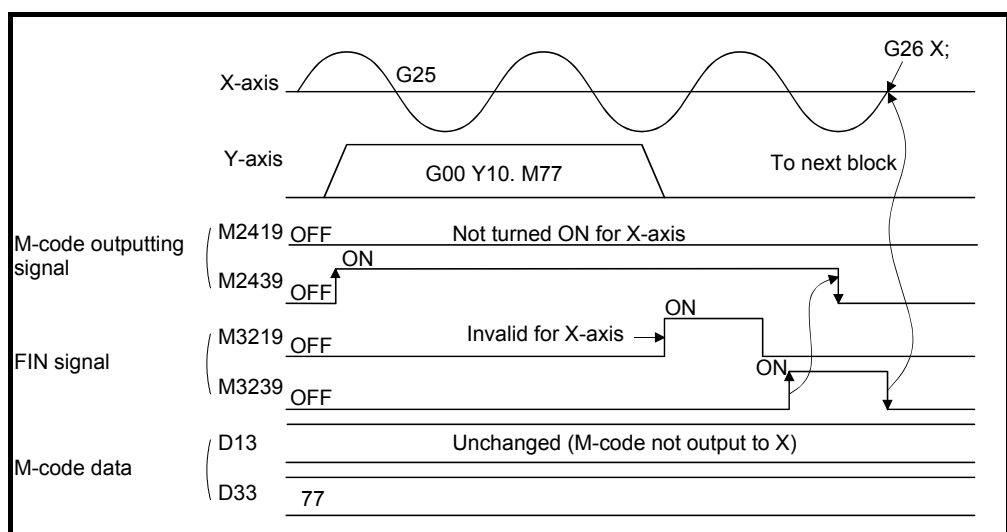 G26 X;
X-axis
G25
Y-axis
G00 Y10. M77
To next block
M-code outputting
signal
M2419
OFF
Not turned ON for X-axis
ON
M2439
OFF
ON
FIN signal
M3219
OFF
Invalid for X-axis
ON
M3239
OFF
M-code data
D13
Unchanged (M-code not output to X)
D33
77